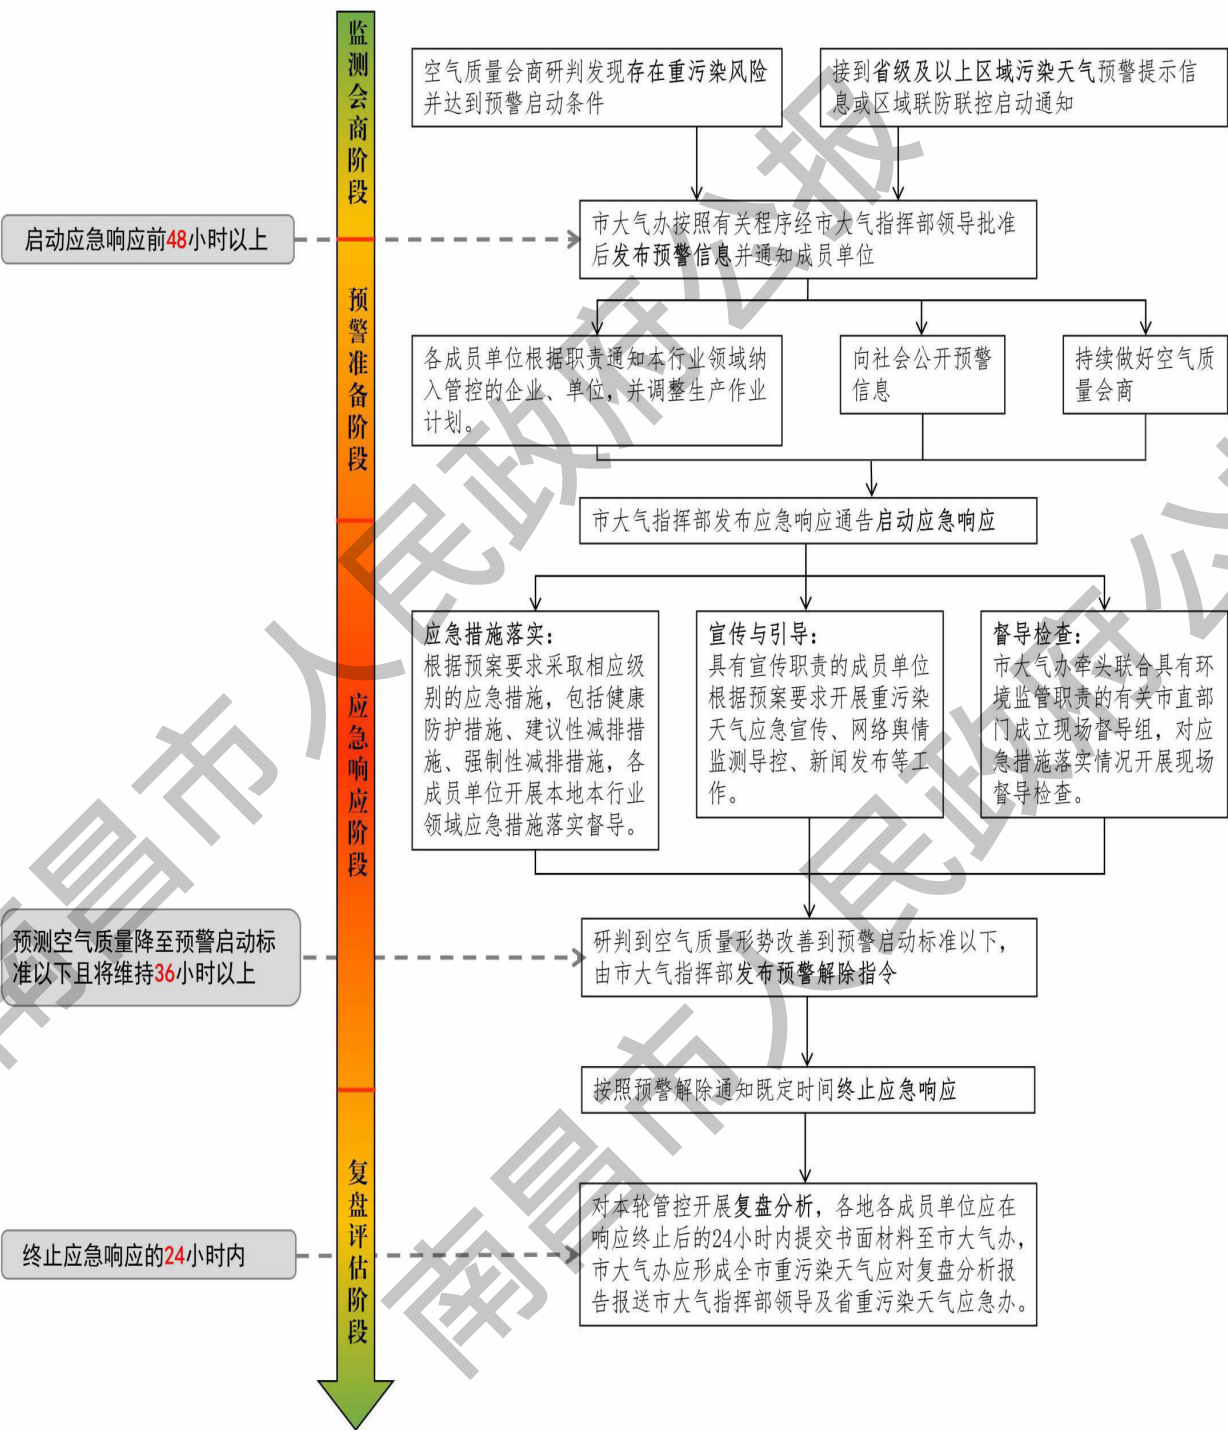 监测会商阶段
空气质量会商研判发现存在重污染风险
并达到预警启动条件
接到省级及以上区域污染天气预警提示信
息或区域联防联控启动通知
启动应急响应前48小时以上
市大气办按照有关程序经市大气指挥部领导批准
后发布预警信息并通知成员单位
预警准备阶段
各成员单位根据职责通知本行业领域纳
入管控的企业、单位，并调整生产作业
计划。
向社会公开预警
信息
持续做好空气质
量会商
市大气指挥部发布应急响应通告启动应急响应
应急响应阶段
应急措施落实：
根据预案要求采取相应级
别的应急措施，包括健康
防护措施、建议性减排措
施、强制性减排措施，各
成员单位开展本地本行业
领域应急措施落实督导。
宣传与引导：
具有宣传职责的成员单位
根据预案要求开展重污染
天气应急宣传、网络舆情
监测导控、新闻发布等工
作。
督导检查：
市大气办牵头联合具有环
境监管职责的有关市直部
门成立现场督导组，对应
急措施落实情况开展现场
督导检查。
预测空气质量降至预警启动标
准以下且将维持36小时以上
研判到空气质量形势改善到预警启动标准以下，
由市大气指挥部发布预警解除指令
按照预警解除通知既定时间终止应急响应
复盘评估阶段
终止应急响应的24小时内
对本轮管控开展复盘分析，各地各成员单位应在
响应终止后的24小时内提交书面材料至市大气办，
市大气办应形成全市重污染天气应对复盘分析报
告报送市大气指挥部领导及省重污染天气应急办。
南昌市人民政府公报
南昌市人民政府公报